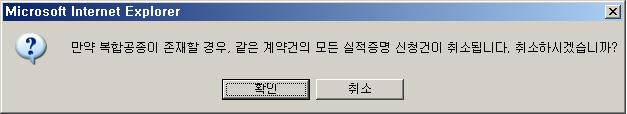 Microsoft Internet Explorer
만약 복합공종이 존재할 경우, 같은 계약건의 모든 실적증명 신청건이 취소됩니다. 취소하시겠습니까?
확인
취소